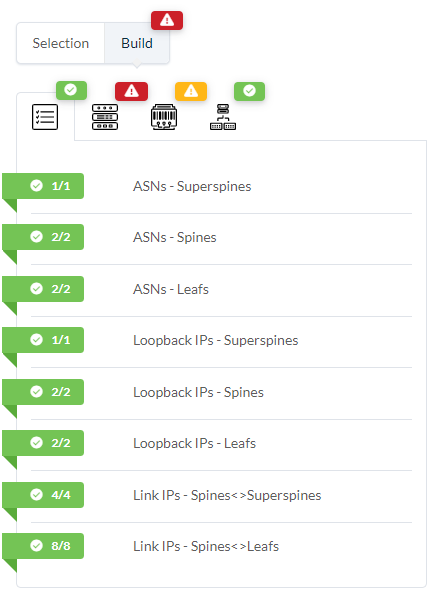 Selection
Build
1/1 ASNs - Superspines
2/2 ASNs - Spines
2/2 ASNs - Leafs
1/1 Loopback IPs - Superspines
2/2 Loopback IPs - Spines
2/2 Loopback IPs - Leafs
4/4 Link IPs - Spines<>Superspines
8/8 Link IPs - Spines<>Leafs